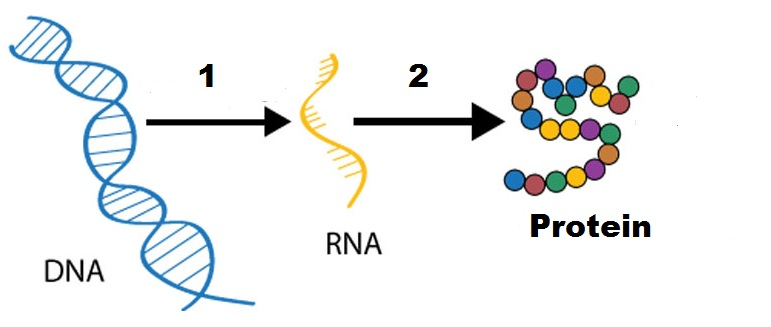 1
2
DNA
RNA
Protein